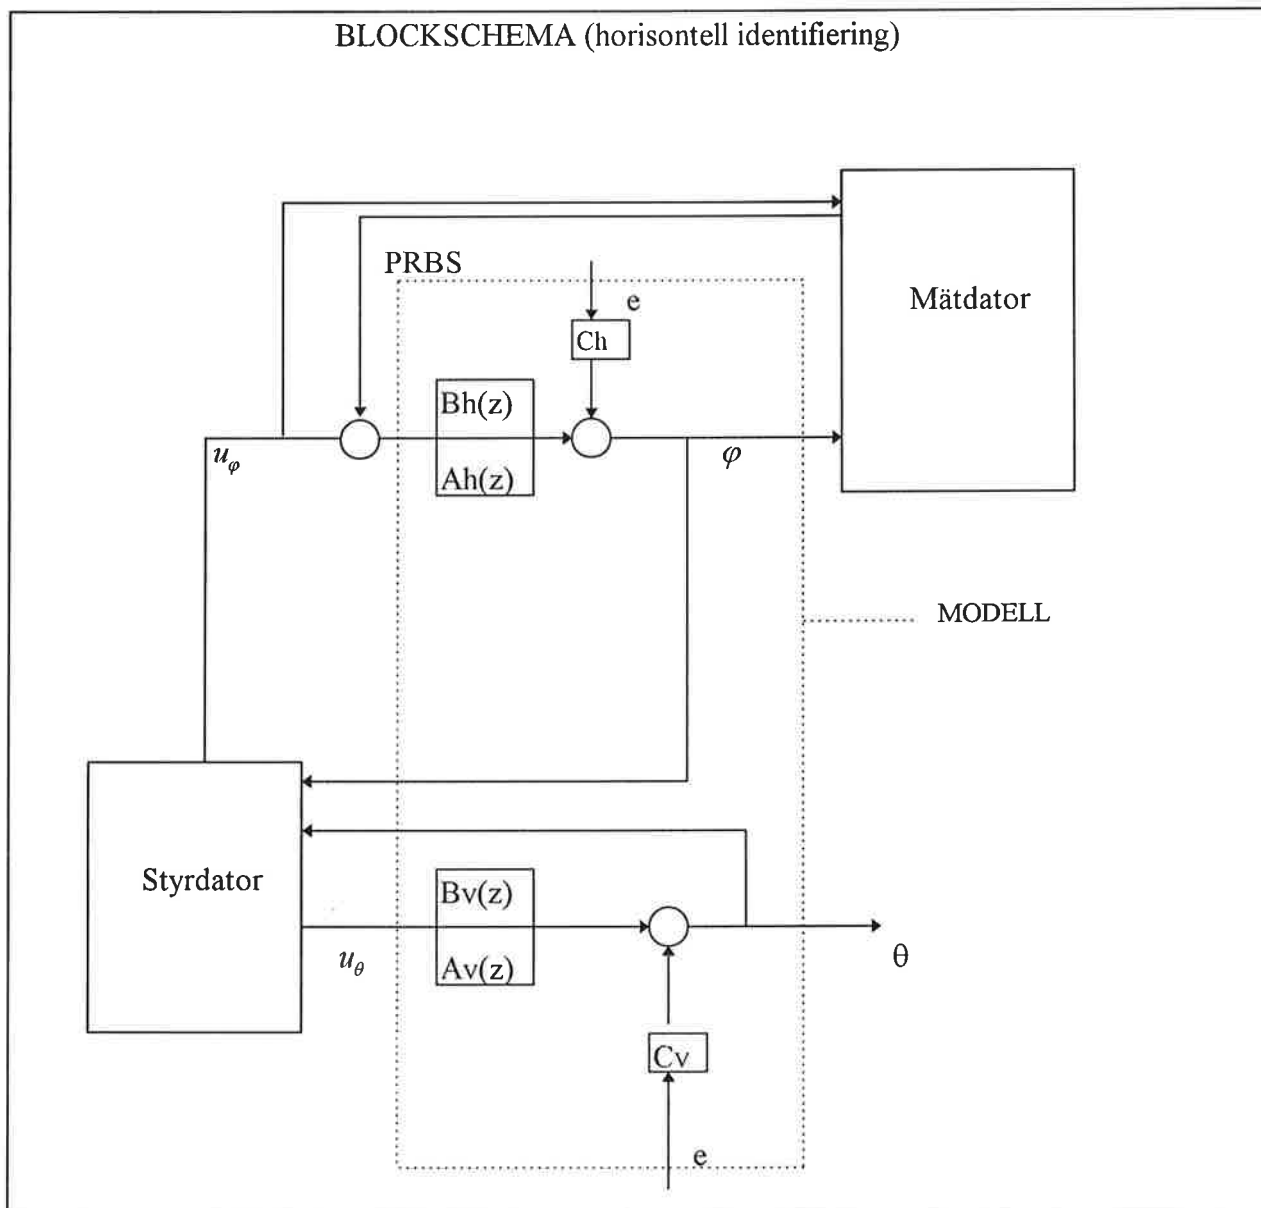 BLOCKSCHEMA (horisontell identifiering)
PRBS
e
Mätdator
Ch
Bh(z)
Ah(z)
uφ
φ
MODELL
Styrdator
Bv(z)
Av(z)
uθ
θ
Cv
e